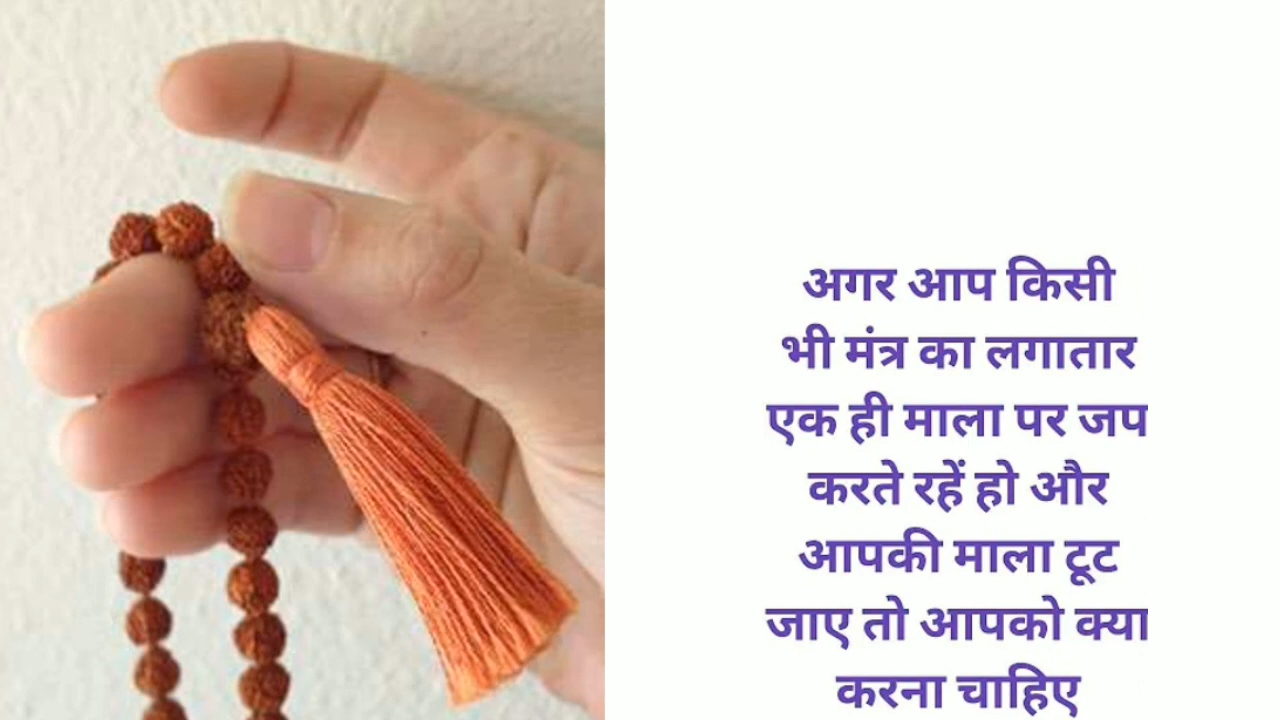 अगर आप किसी
भी मंत्र का लगातार
एक ही माला पर जप
करते रहें हो और
आपकी माला टूट
जाए तो आपको क्या
करना चाहिए